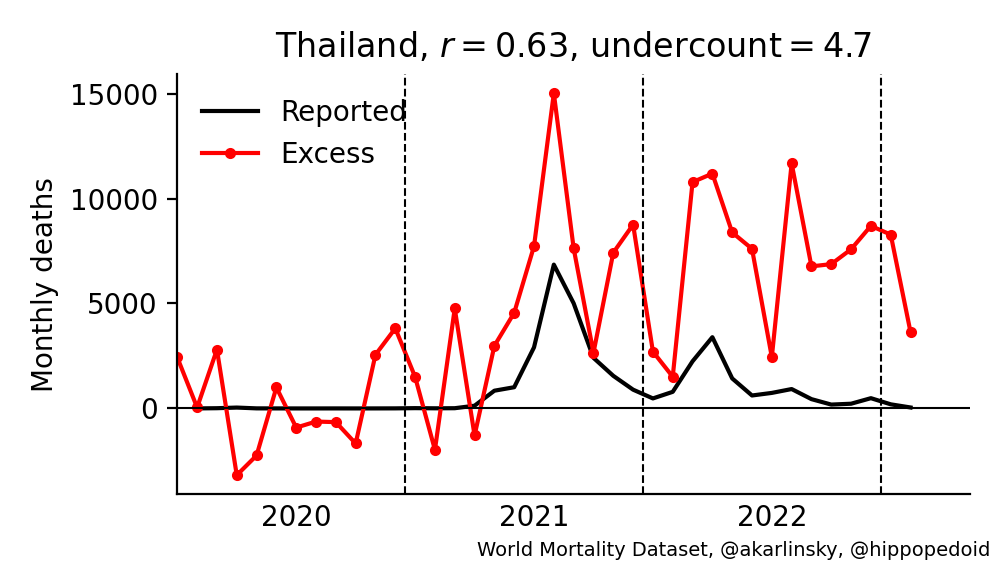 Thailand, r = 0.63, undercount = 4.7
Monthly deaths
15000
10000
5000
0
Reported
Excess
2020 2021 2022
World Mortality Dataset, @akarlinsky, @hippopedoid